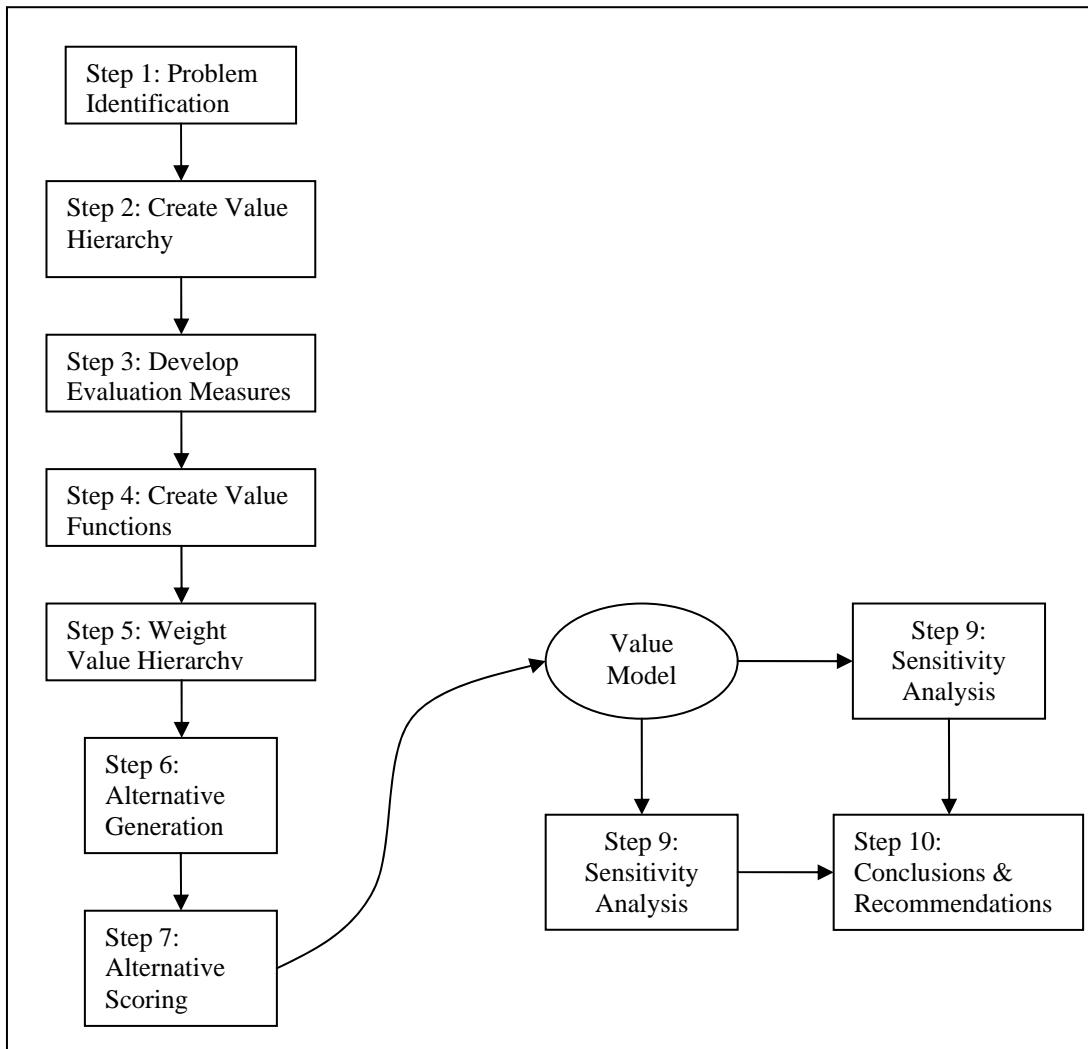 Step 1: Problem
Identification
Step 2: Create Value
Hierarchy
Step 3: Develop
Evaluation Measures
Step 4: Create Value
Functions
Step 5: Weight
Value Hierarchy
Step 6:
Alternative
Generation
Step 7:
Alternative
Scoring
Value
Model
Step 9:
Sensitivity
Analysis
Step 9:
Sensitivity
Analysis
Step 10:
Conclusions &
Recommendations